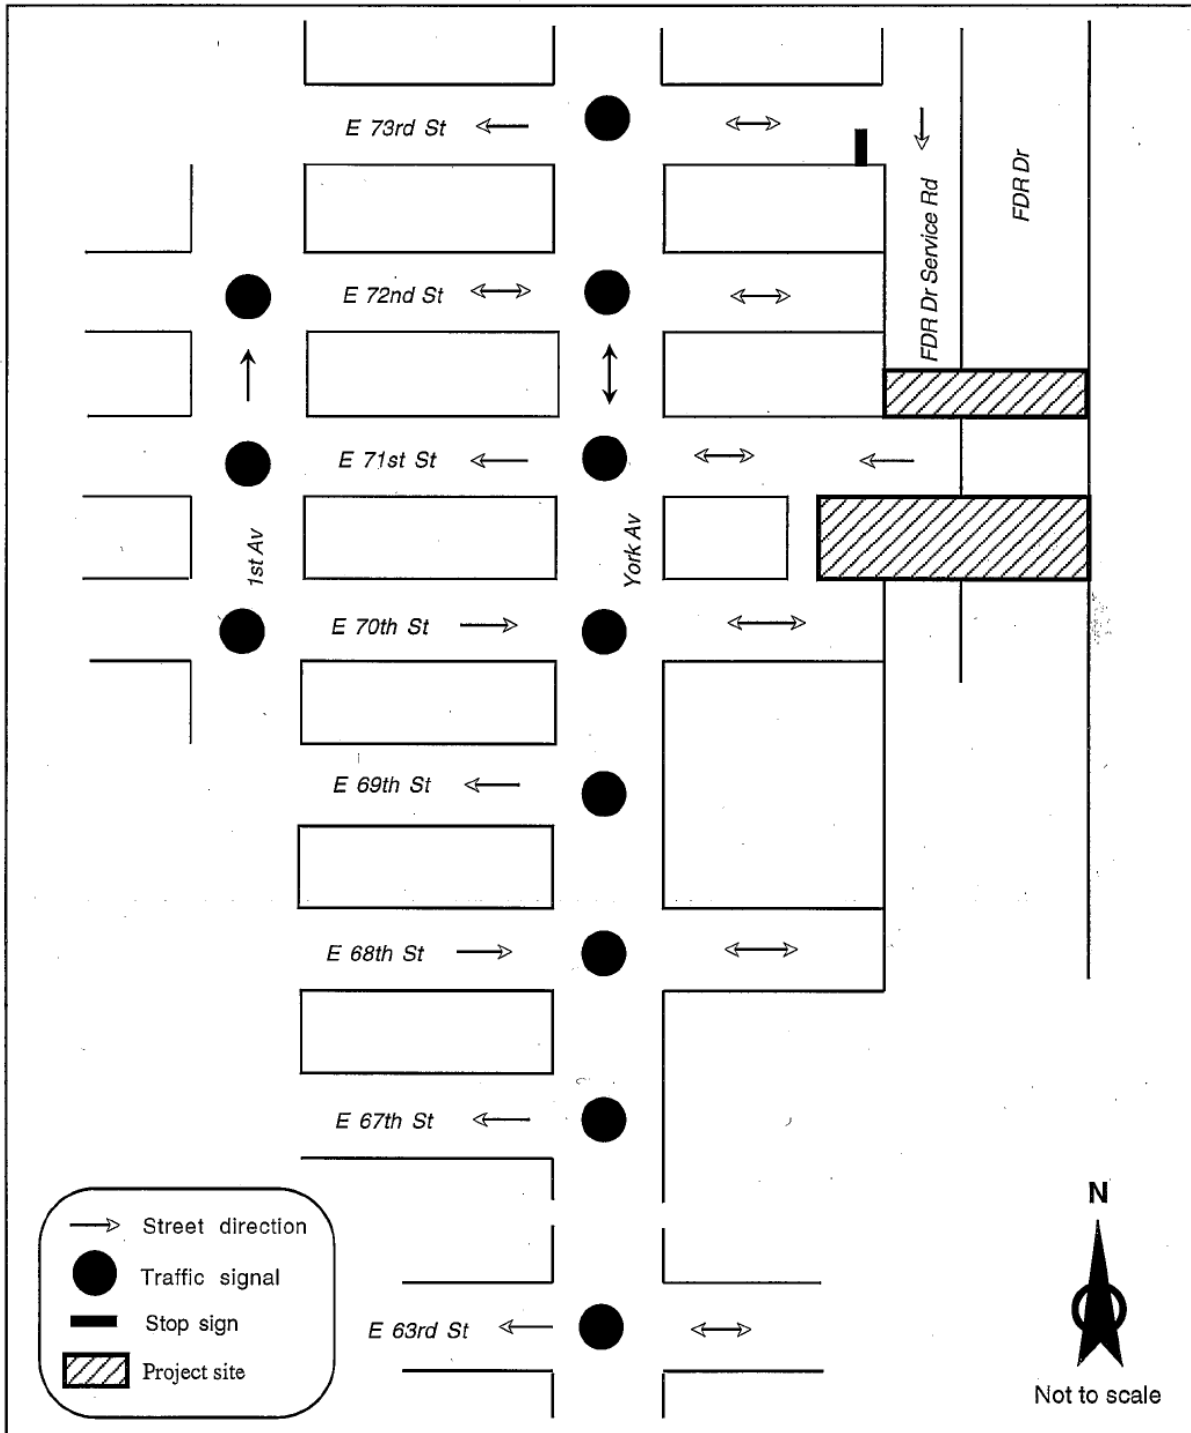 E 73rd St
FDR Dr Service Rd
FDR Dr
E 72nd St
E 71st St
1st Av
York Av
E 70th St
E 69th St
E 68th St
E 67th St
E 63rd St
Street direction
Traffic signal
Stop sign
Project site
N
Not to scale